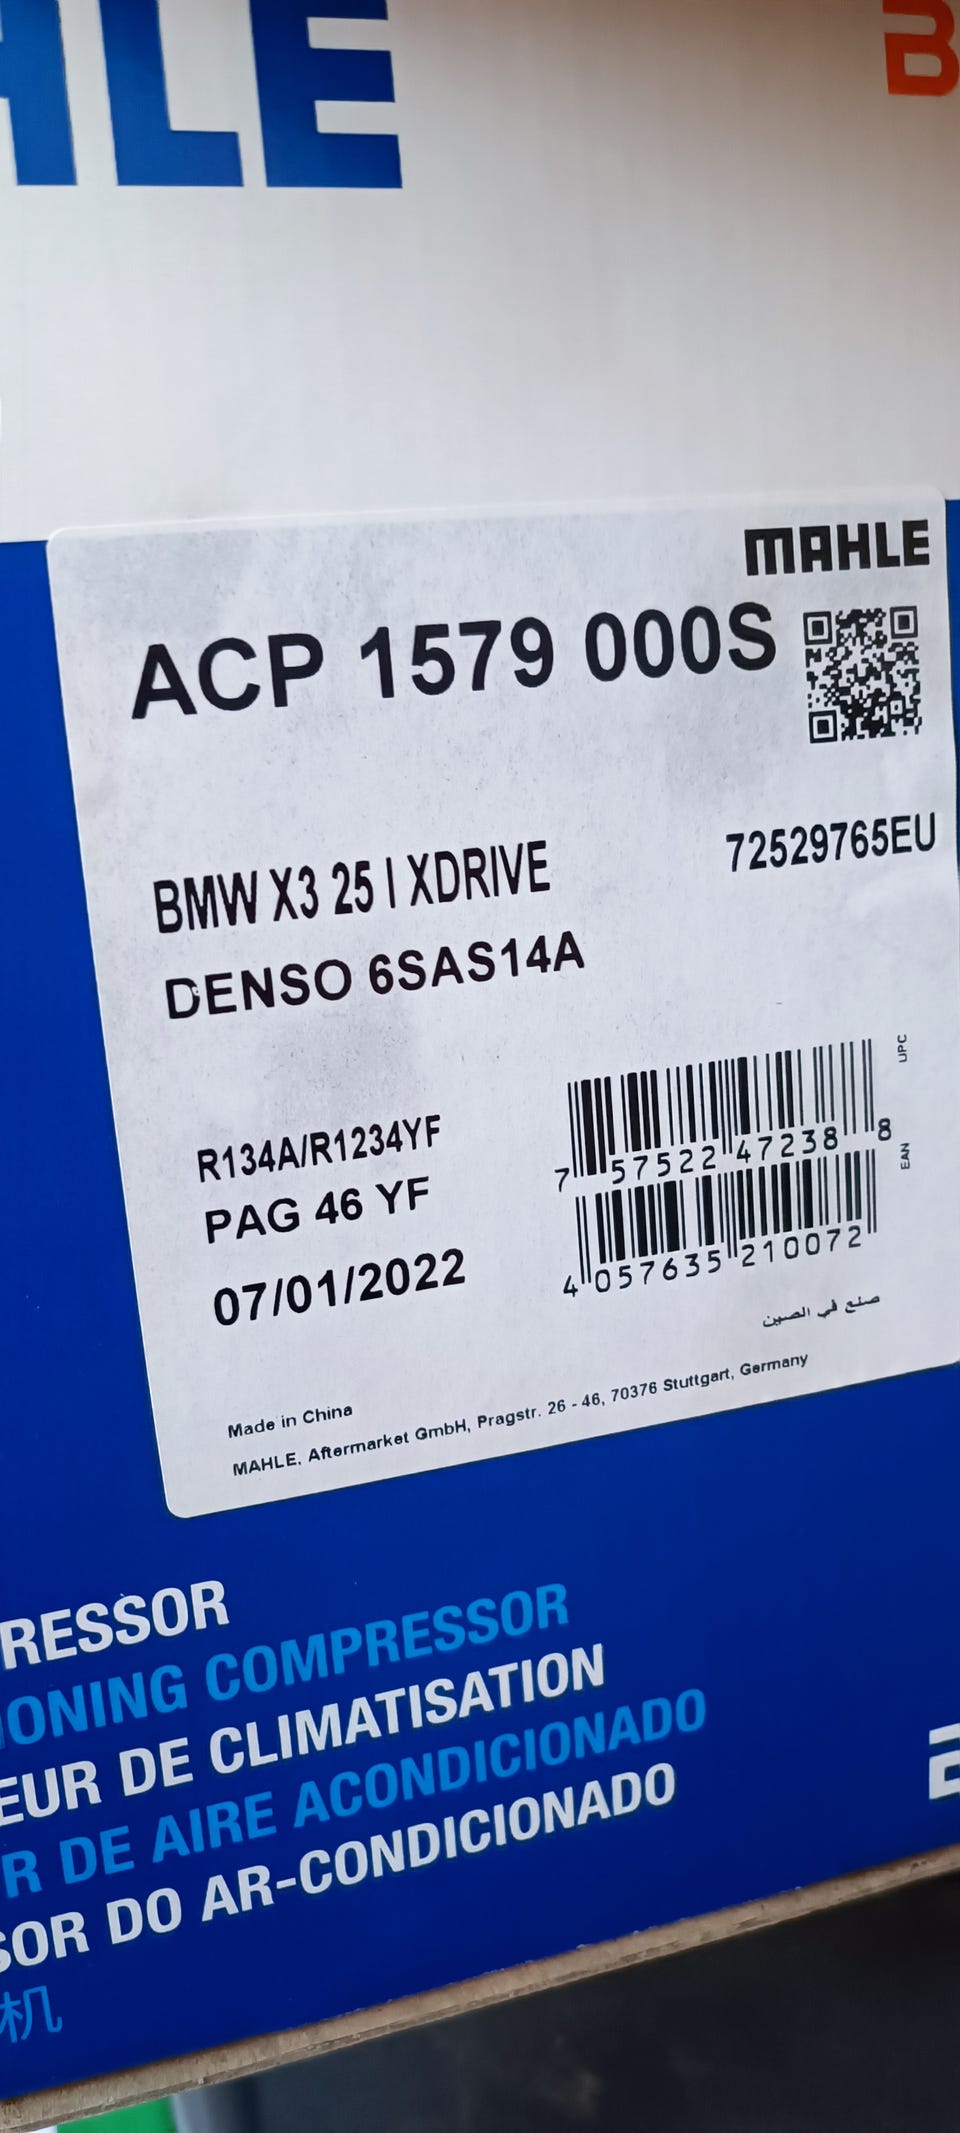 MAHLE
ACP 1579 000S
72529765EU
BMW X3 25 I XDRIVE
DENSO 6SAS14A
UPC
R134A/R1234YF
7 57522 47238 8
EAN
PAG 46 YF
4 057635 210072
07/01/2022
صنع في الصين
Made in China
MAHLE, Aftermarket GmbH, Pragstr. 26 - 46, 70376 Stuttgart, Germany
RESSOR
IONING COMPRESSOR
EUR DE CLIMATISATION
R DE AIRE ACONDICIONADO
SOR DO AR-CONDICIONADO
机